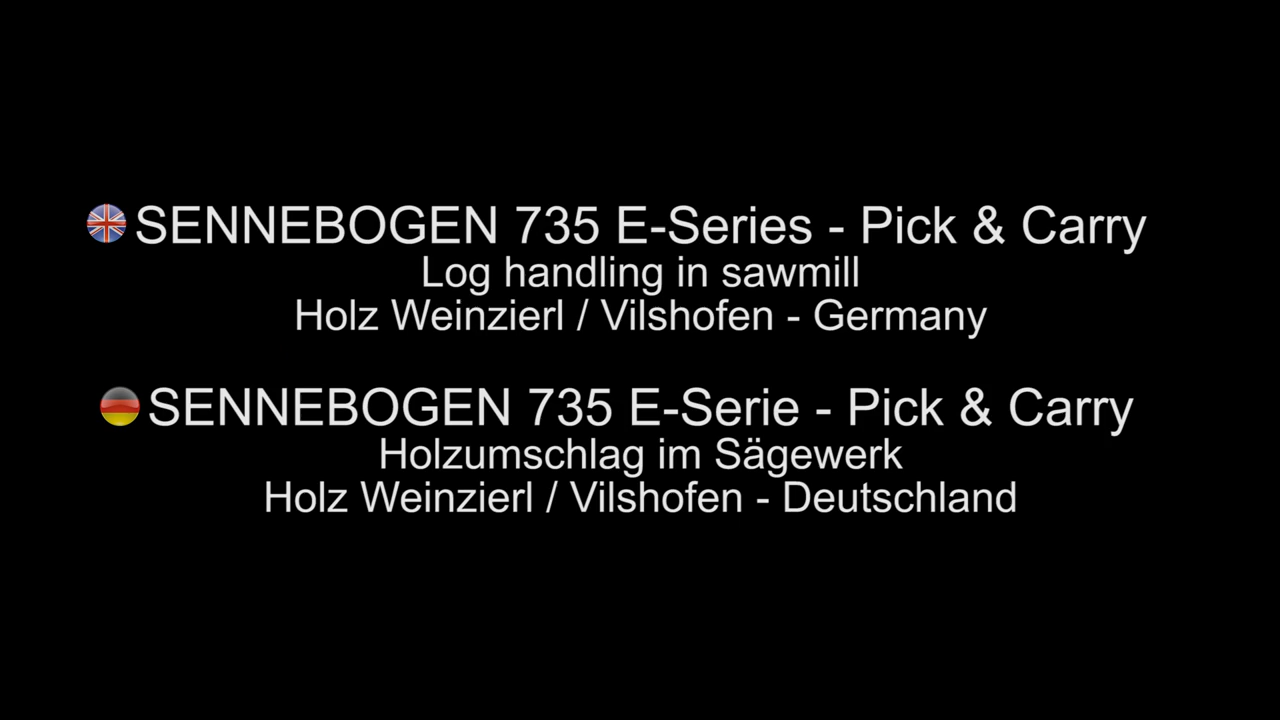 SENNEBOGEN 735 E-Series - Pick & Carry
Log handling in sawmill
Holz Weinzierl / Vilshofen - Germany
SENNEBOGEN 735 E-Serie - Pick & Carry
Holzumschlag im Sägewerk
Holz Weinzierl / Vilshofen - Deutschland